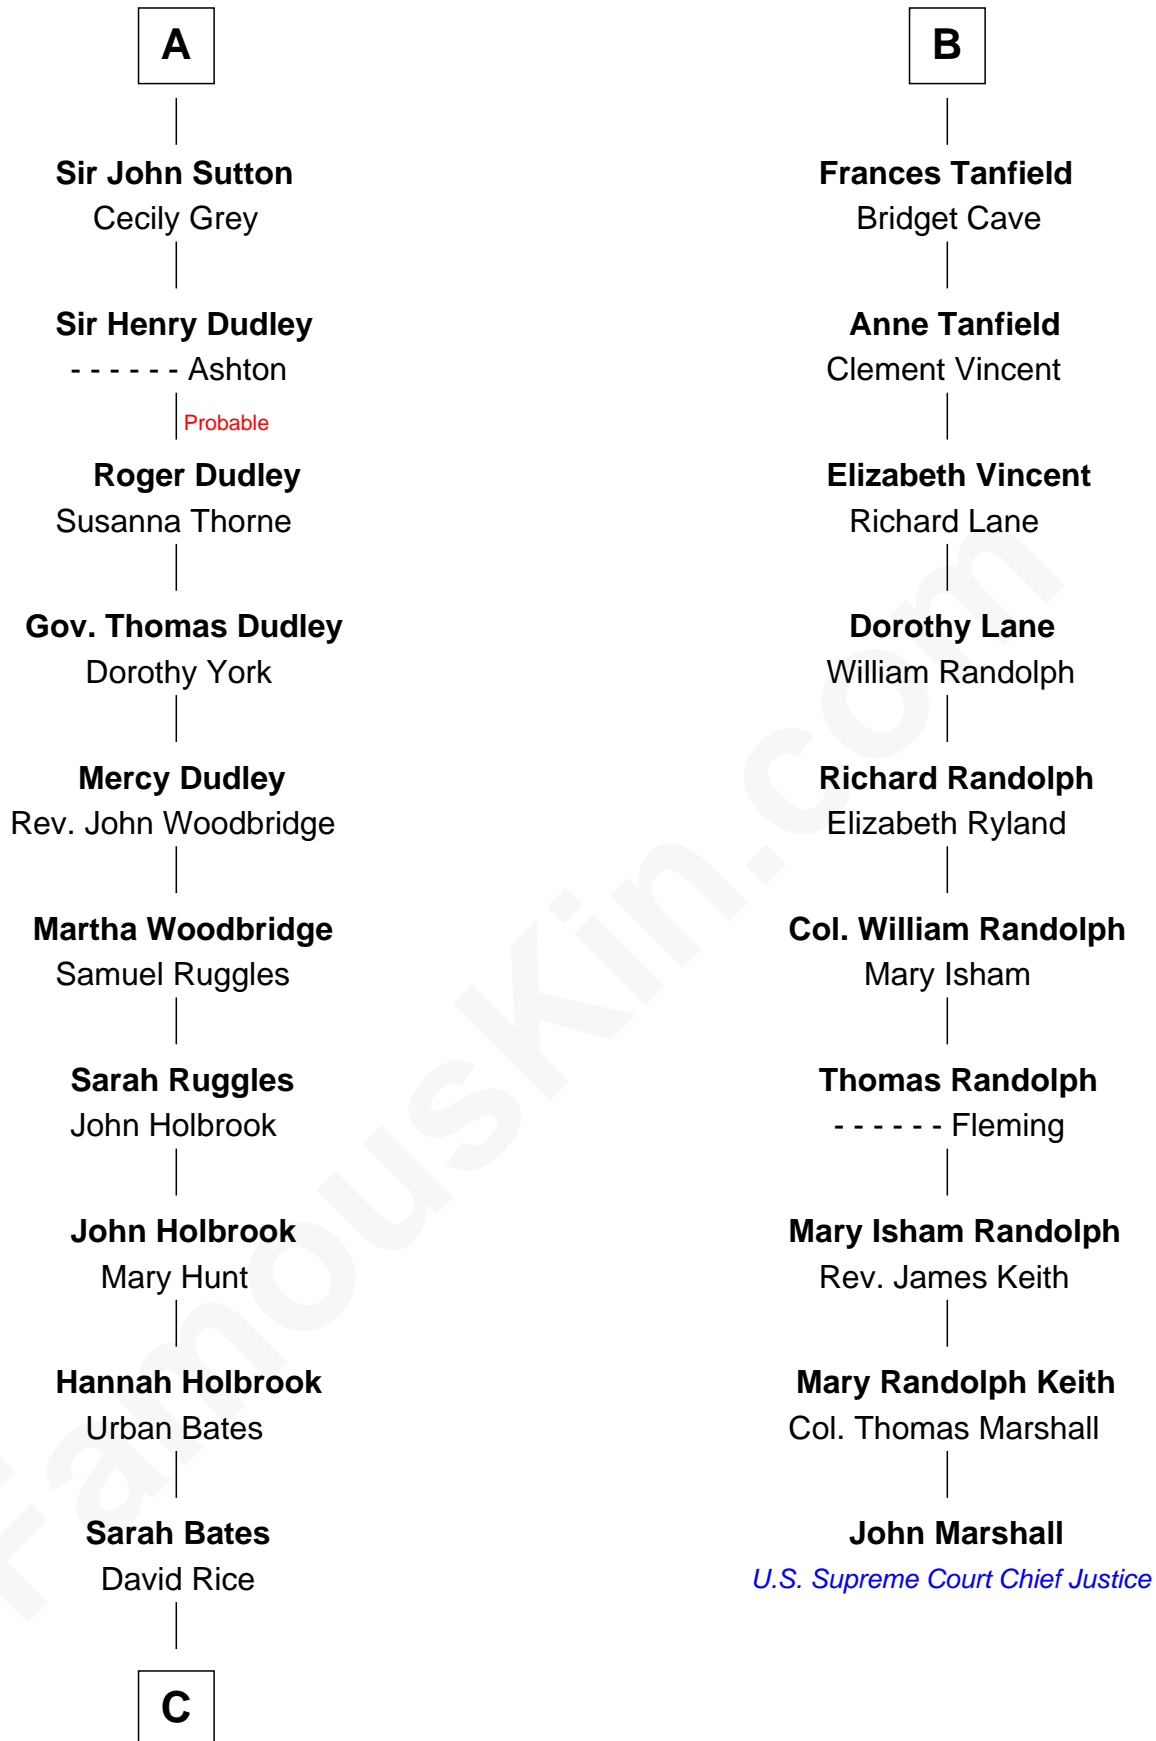 A
Sir John Sutton
Cecily Grey
Sir Henry Dudley
- - - - - - Ashton
Probable
Roger Dudley
Susanna Thorne
Gov. Thomas Dudley
Dorothy York
Mercy Dudley
Rev. John Woodbridge
Martha Woodbridge
Samuel Ruggles
Sarah Ruggles
John Holbrook
John Holbrook
Mary Hunt
Hannah Holbrook
Urban Bates
Sarah Bates
David Rice
C
B
Frances Tanfield
Bridget Cave
Anne Tanfield
Clement Vincent
Elizabeth Vincent
Richard Lane
Dorothy Lane
William Randolph
Richard Randolph
Elizabeth Ryland
Col. William Randolph
Mary Isham
Thomas Randolph
- - - - - - Fleming
Mary Isham Randolph
Rev. James Keith
Mary Randolph Keith
Col. Thomas Marshall
John Marshall
U.S. Supreme Court Chief Justice
FamousKin.com